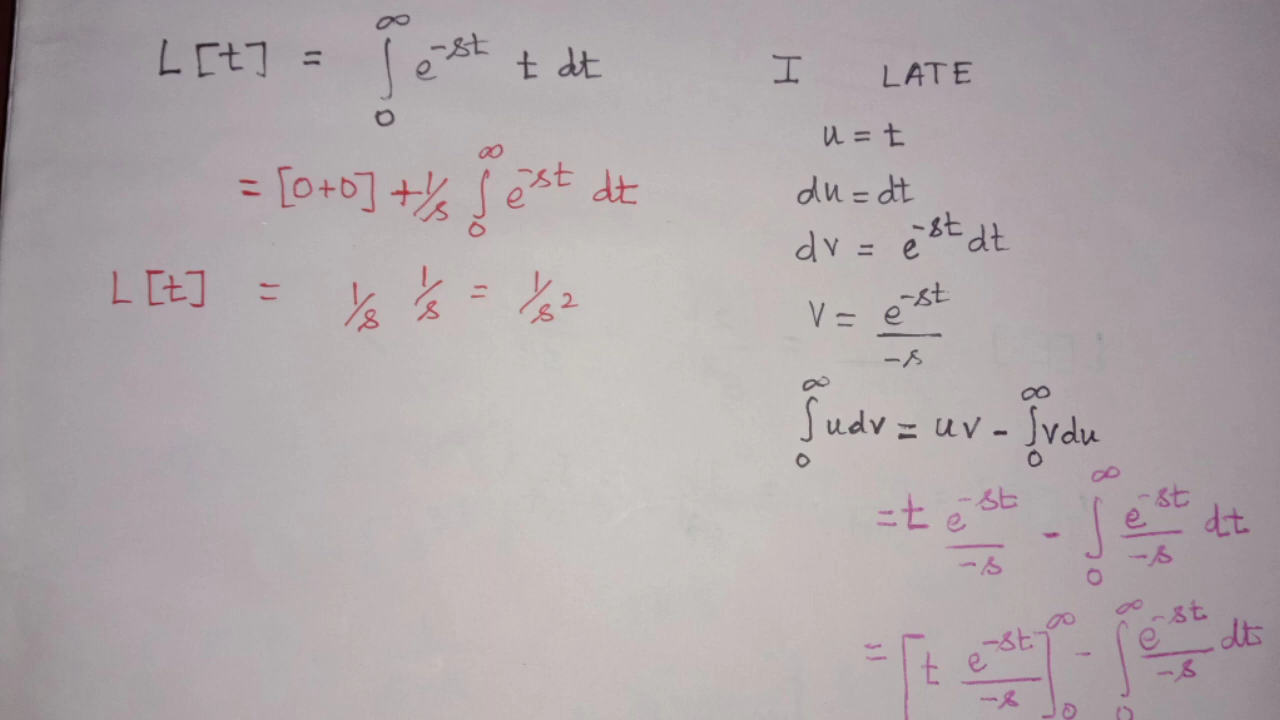 L[t] = ∫₀^∞ e^{-st} t dt
= [0+0] + 1/s ∫₀^∞ e^{-st} dt
L[t] = 1/s 1/s = 1/s²
I LATE
u = t
du = dt
dv = e^{-st} dt
v = e^{-st}/-s
∫₀^∞ u dv = uv - ∫₀^∞ v du
= t e^{-st}/-s - ∫₀^∞ e^{-st}/-s dt
= [t e^{-st}/-s]₀^∞ - ∫₀^∞ e^{-st}/-s dt